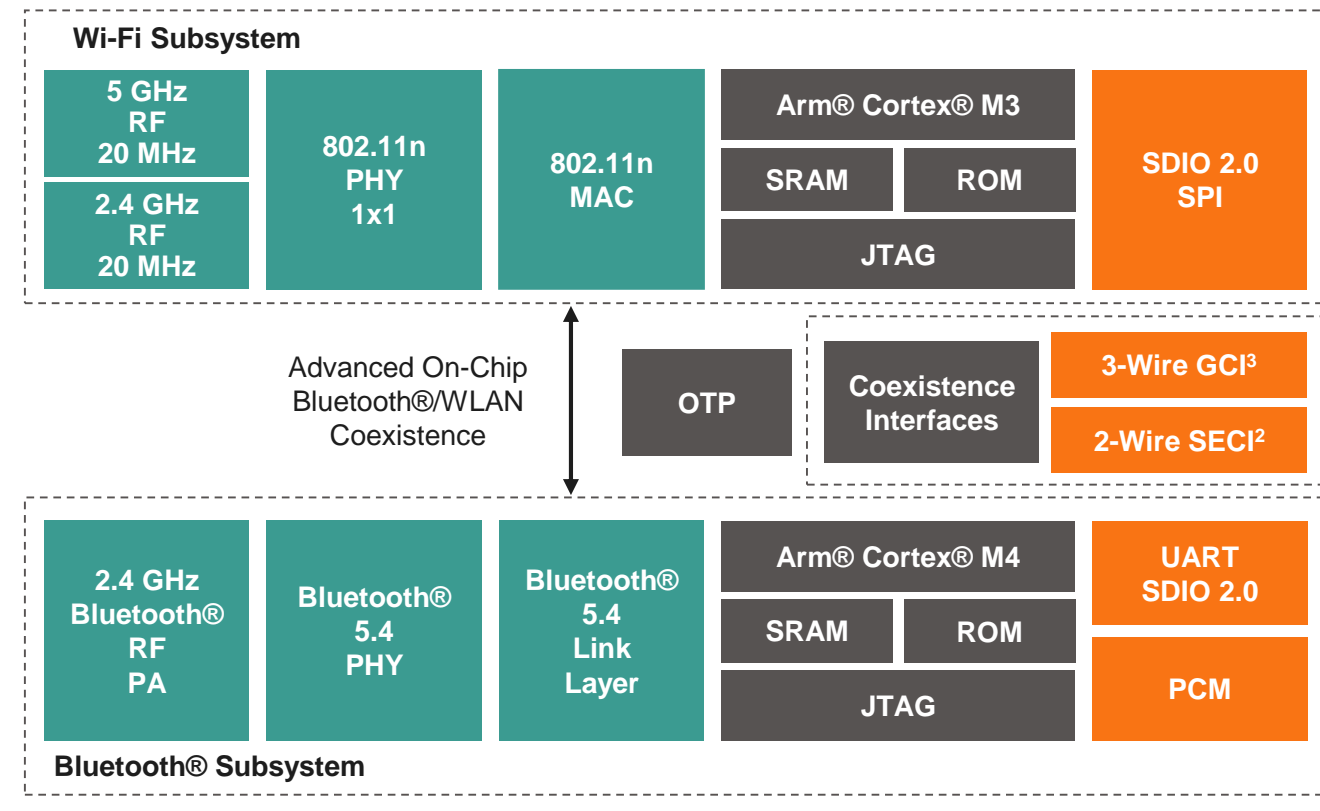 Wi-Fi Subsystem
5 GHz
RF
20 MHz
2.4 GHz
RF
20 MHz
802.11n
PHY
1x1
802.11n
MAC
Arm® Cortex® M3
SRAM
ROM
JTAG
SDIO 2.0
SPI
Advanced On-Chip
Bluetooth®/WLAN
Coexistence
OTP
Coexistence
Interfaces
3-Wire GCI³
2-Wire SECI²
2.4 GHz
Bluetooth®
RF
PA
Bluetooth®
5.4
PHY
Bluetooth®
5.4
Link
Layer
Arm® Cortex® M4
SRAM
ROM
JTAG
UART
SDIO 2.0
PCM
Bluetooth® Subsystem